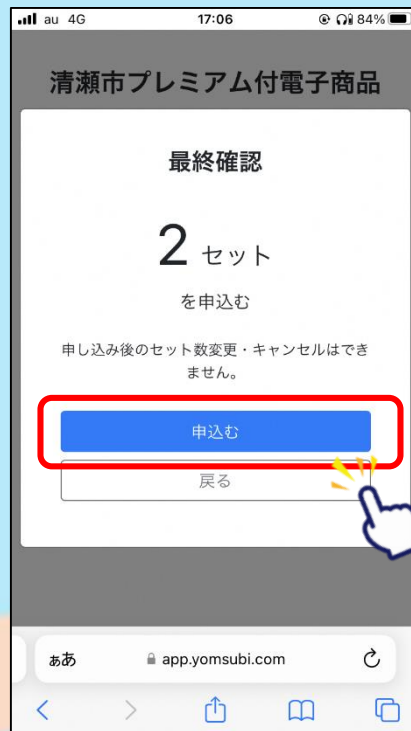 au 4G 17:06 84%
清瀬市プレミアム付電子商品
最終確認
2 セット
を申込む
申し込み後のセット数変更・キャンセルはでき
ません。
申込む
戻る
ぁあ app.yomsubi.com